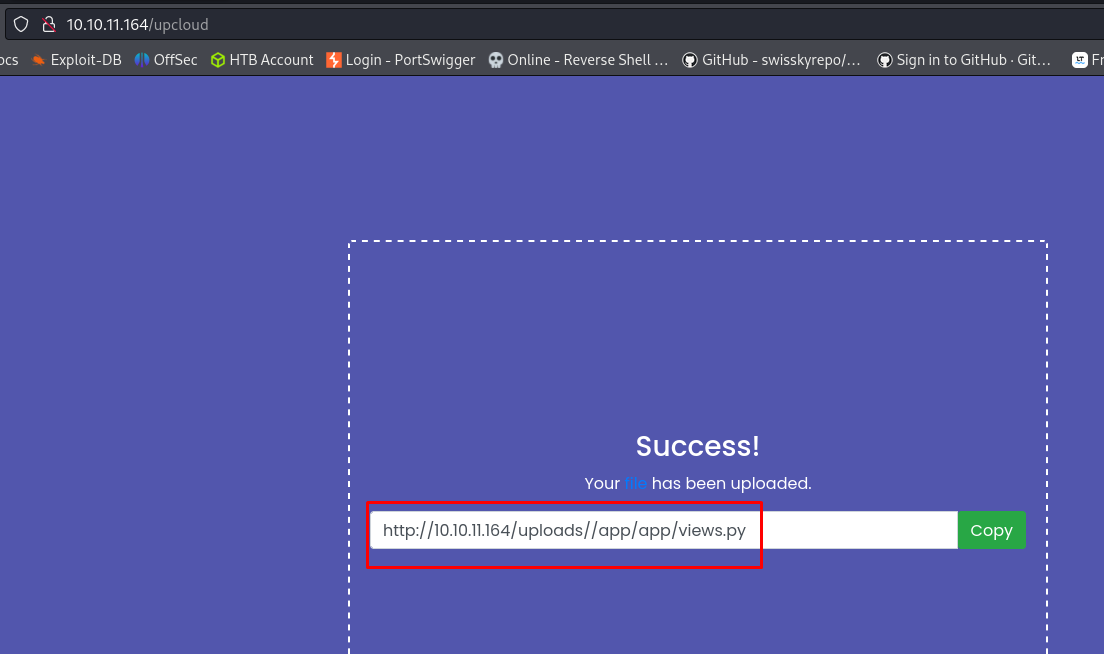 10.10.11.164/upcloud
ocs Exploit-DB OffSec HTB Account Login - PortSwigger Online - Reverse Shell ... GitHub - swisskyrepo/... Sign in to GitHub · Git... LT Fr
Success!
Your file has been uploaded.
http://10.10.11.164/uploads//app/app/views.py Copy